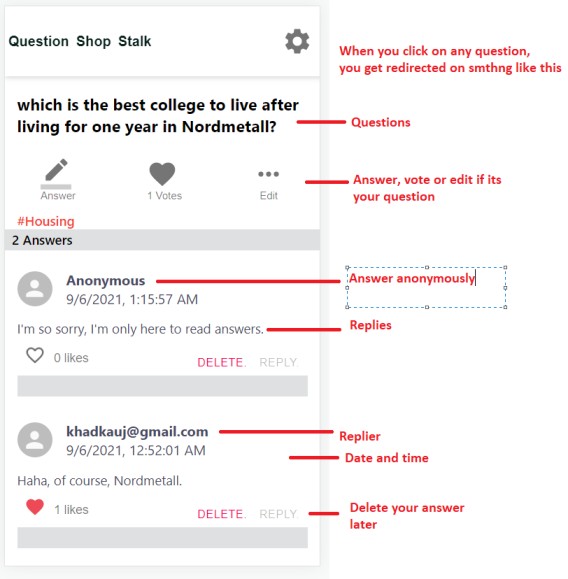 Question Shop Stalk
When you click on any question,
you get redirected on smthng like this
which is the best college to live after
living for one year in Nordmetall?
Questions
Answer
1 Votes
Edit
Answer, vote or edit if its
your question
#Housing
2 Answers
Anonymous
9/6/2021, 1:15:57 AM
Answer anonymously
I'm so sorry, I'm only here to read answers.
Replies
0 likes
DELETE.
REPLY.
khadkauj@gmail.com
9/6/2021, 12:52:01 AM
Replier
Date and time
Haha, of course, Nordmetall.
1 likes
DELETE.
REPLY.
Delete your answer
later